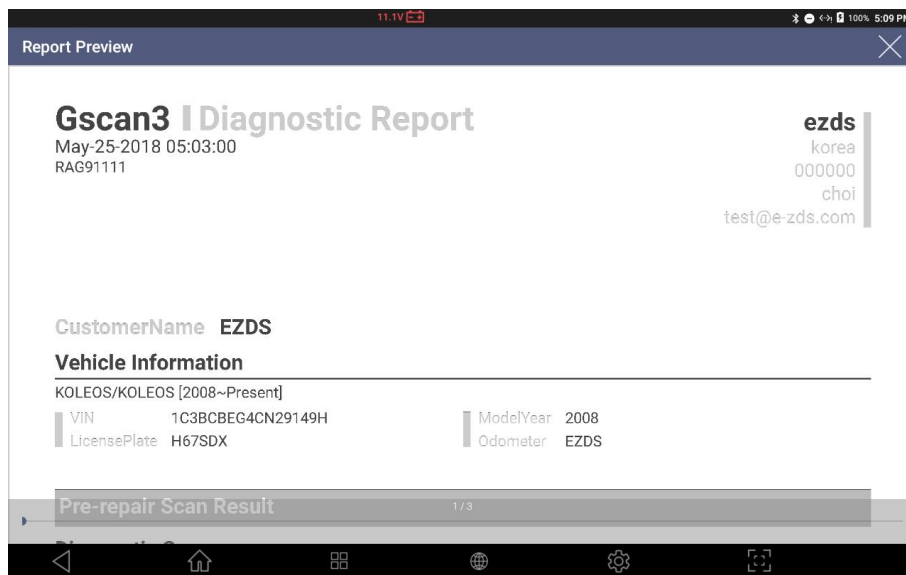 11.1V
100% 5:09 PM
Report Preview
Gscan3 Diagnostic Report
May-25-2018 05:03:00
RAG91111
ezds
korea
000000
choi
test@e-zds.com
CustomerName EZDS
Vehicle Information
KOLEOS/KOLEOS [2008~Present]
VIN 1C3BCBEG4CN29149H
ModelYear 2008
LicensePlate H67SDX
Odometer EZDS
Pre-repair Scan Result
1/3